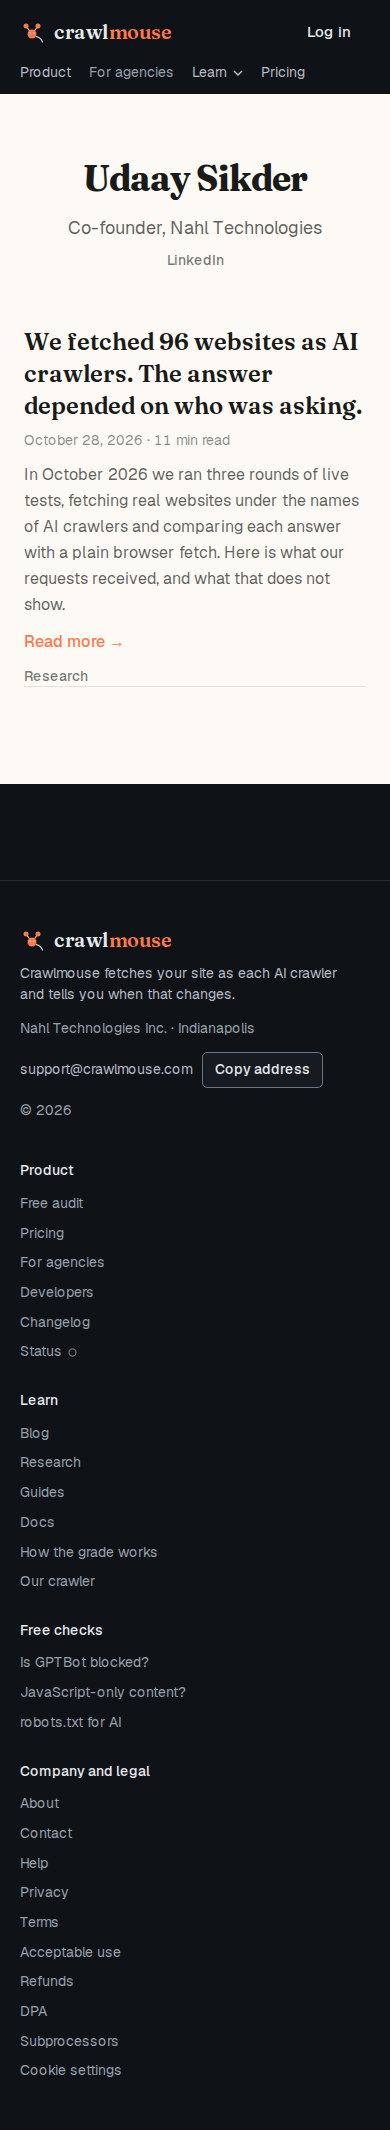 crawlmouse
Log in
Product For agencies Learn Pricing
Udaay Sikder
Co-founder, Nahl Technologies
LinkedIn
We fetched 96 websites as AI
crawlers. The answer
depended on who was asking.
October 28, 2026 · 11 min read
In October 2026 we ran three rounds of live
tests, fetching real websites under the names
of AI crawlers and comparing each answer
with a plain browser fetch. Here is what our
requests received, and what that does not
show.
Read more →
Research
crawlmouse
Crawlmouse fetches your site as each AI crawler
and tells you when that changes.
Nahl Technologies Inc. · Indianapolis
support@crawlmouse.com Copy address
© 2026
Product
Free audit
Pricing
For agencies
Developers
Changelog
Status
Learn
Blog
Research
Guides
Docs
How the grade works
Our crawler
Free checks
Is GPTBot blocked?
JavaScript-only content?
robots.txt for AI
Company and legal
About
Contact
Help
Privacy
Terms
Acceptable use
Refunds
DPA
Subprocessors
Cookie settings